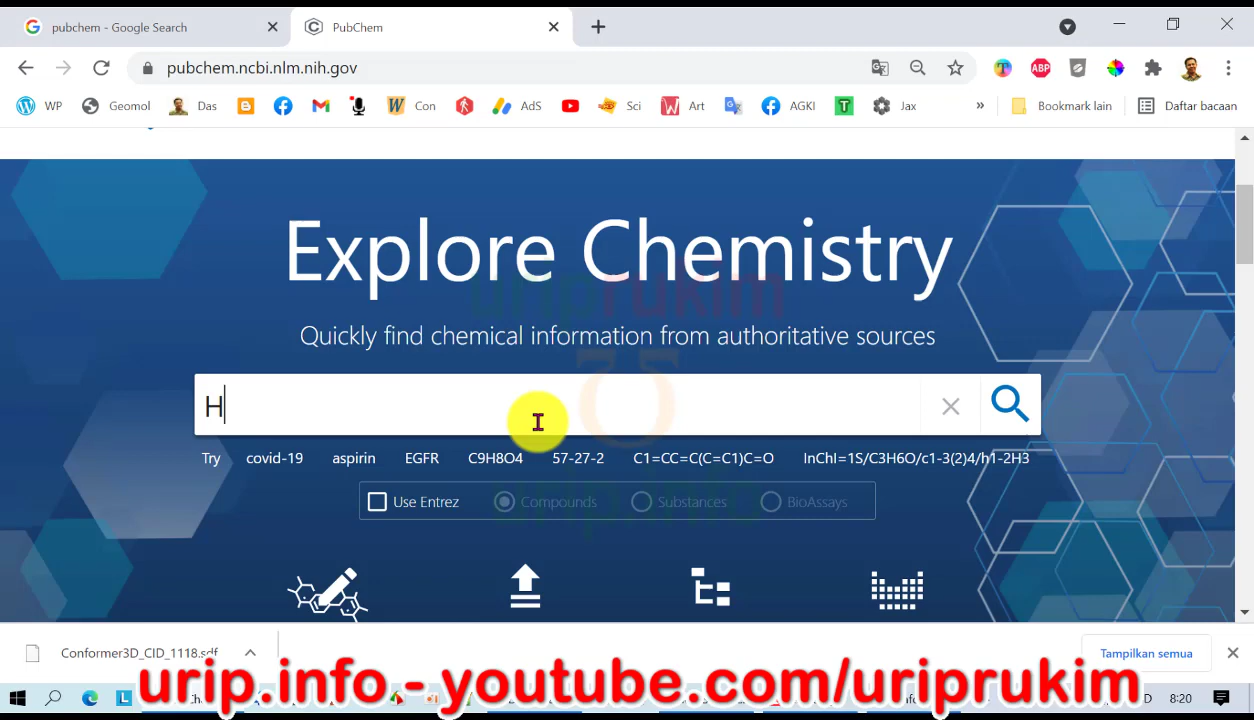 pubchem - Google Search
PubChem
pubchem.ncbi.nlm.nih.gov
WP Geomol Das Con AdS Sci Art AGKI Jax » Bookmark lain Daftar bacaan
Explore Chemistry
uriprukim
Quickly find chemical information from authoritative sources
H
Try covid-19 aspirin EGFR C9H8O4 57-27-2 C1=CC=C(C=C1)C=O InChI=1S/C3H6O/c1-3(2)4/h1-2H3
Use Entrez Compounds Substances BioAssays
urip.info
Conformer3D_CID_1118.sdf
Tampilkan semua
urip.info - youtube.com/uriprukim
8:20